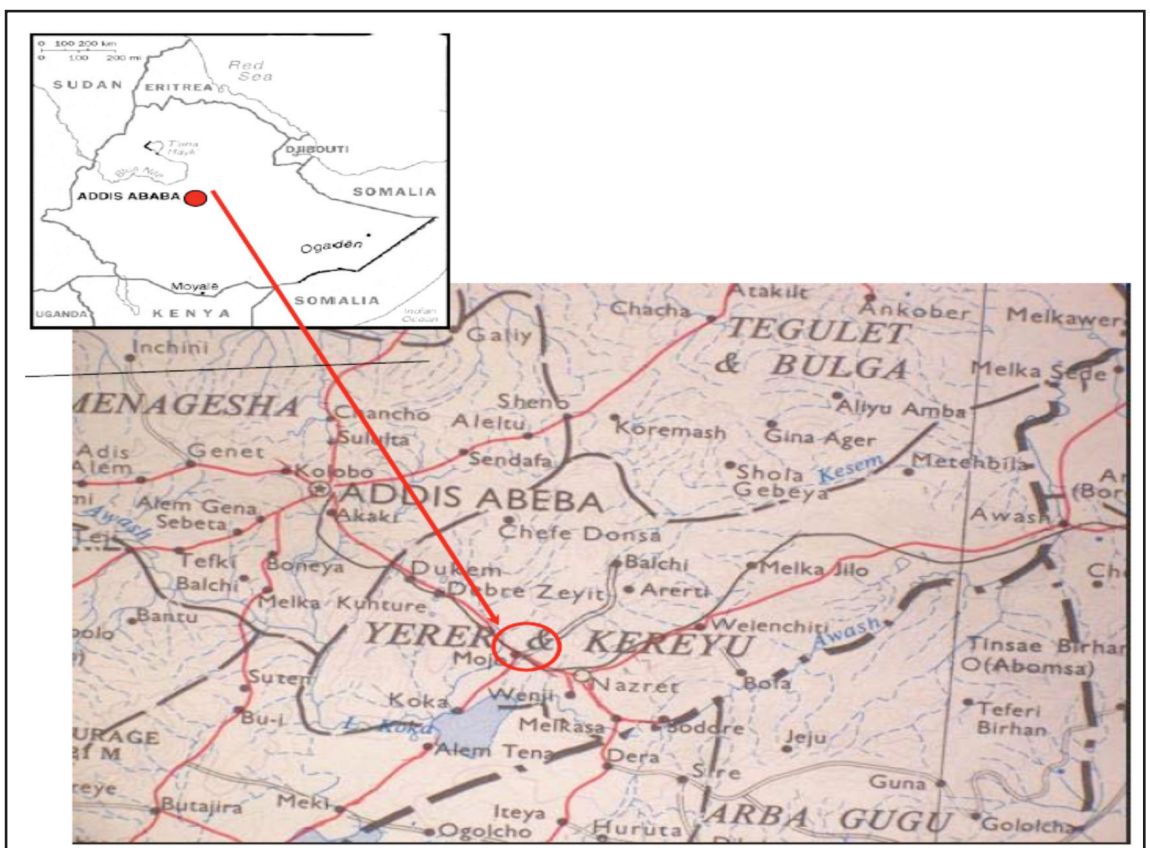 0 100 200 km
0 100 200 mi
Red
Sea
SUDAN
ERITREA
T'ana
Hayk'
Blue Nile
DJIBOUTI
ADDIS ABABA
SOMALIA
Ogadēn
Moyalē
SOMALIA
UGANDA
KENYA
Indian
Ocean
Atakilt
Chacha
Ankober
Melkawer
Galiy
TEGULET
& BULGA
Inchini
Melka Sede
MENAGESHA
Sheno
Aliyu Amba
Chancho
Aleltu
Koremash
Gina Ager
Sululta
Adis
Alem
Genet
Sendafa
Metehbila
Kolobo
Shola
Gebeya
Kesem
ADDIS ABEBA
(Bor
Alem Gena
Awash
Sebeta
Akaki
Awash
Chefe Donsa
Tefki
Boneya
Dukem
Balchi
Melka Jilo
Balchi
Debre Zeyit
Arerti
Melka Kunture
Bantu
YERER & KEREYU
Welenchiti
Awash
Tinsae Birhan
(Abomsa)
Mojo
Suten
Nazret
Bola
Koka
Wenji
Bu-i
L. Koka
Melkasa
Bodore
Teferi
Birhan
URAGE
Jeju
Alem Tena
Dera
Sire
Guna
Butajira
Meki
Iteya
ARBA GUGU
Gololcha
Ogolcho
Huruta